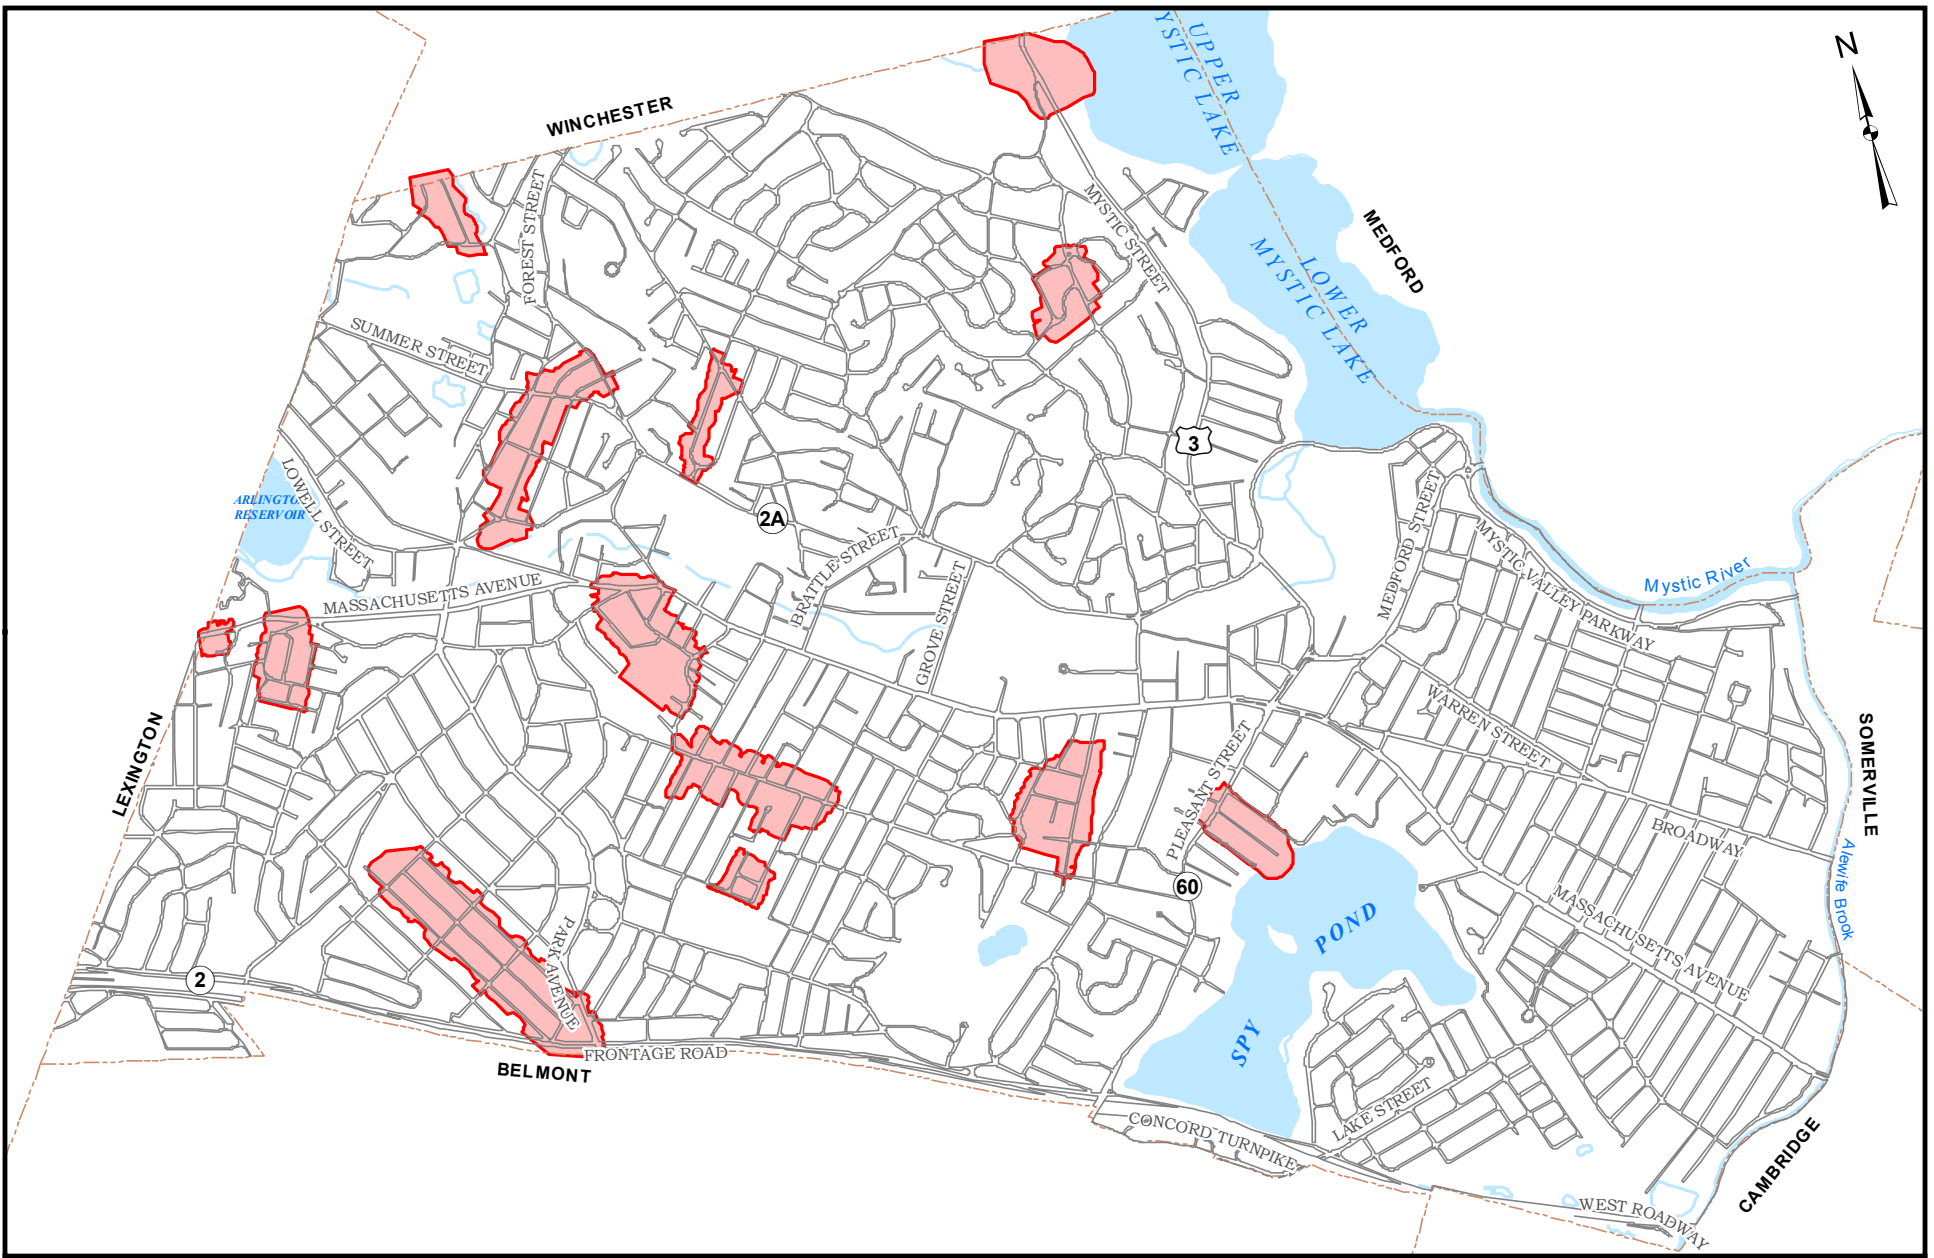 UPPER
MYSTIC LAKE
N
WINCHESTER
MYSTIC STREET
MEDFORD
FOREST STREET
LOWER
MYSTIC LAKE
SUMMER STREET
3
LOWELL STREET
ARLINGTON
RESERVOIR
2A
BRATTLE STREET
MEDFORD STREET
MYSTIC VALLEY PARKWAY
Mystic River
MASSACHUSETTS AVENUE
GROVE STREET
WARREN STREET
LEXINGTON
PLEASANT STREET
SOMERVILLE
BROADWAY
Alewife Brook
60
MASSACHUSETTS AVENUE
PARK AVENUE
POND
2
SPY
FRONTAGE ROAD
BELMONT
LAKE STREET
CONCORD TURNPIKE
CAMBRIDGE
WEST ROADWAY